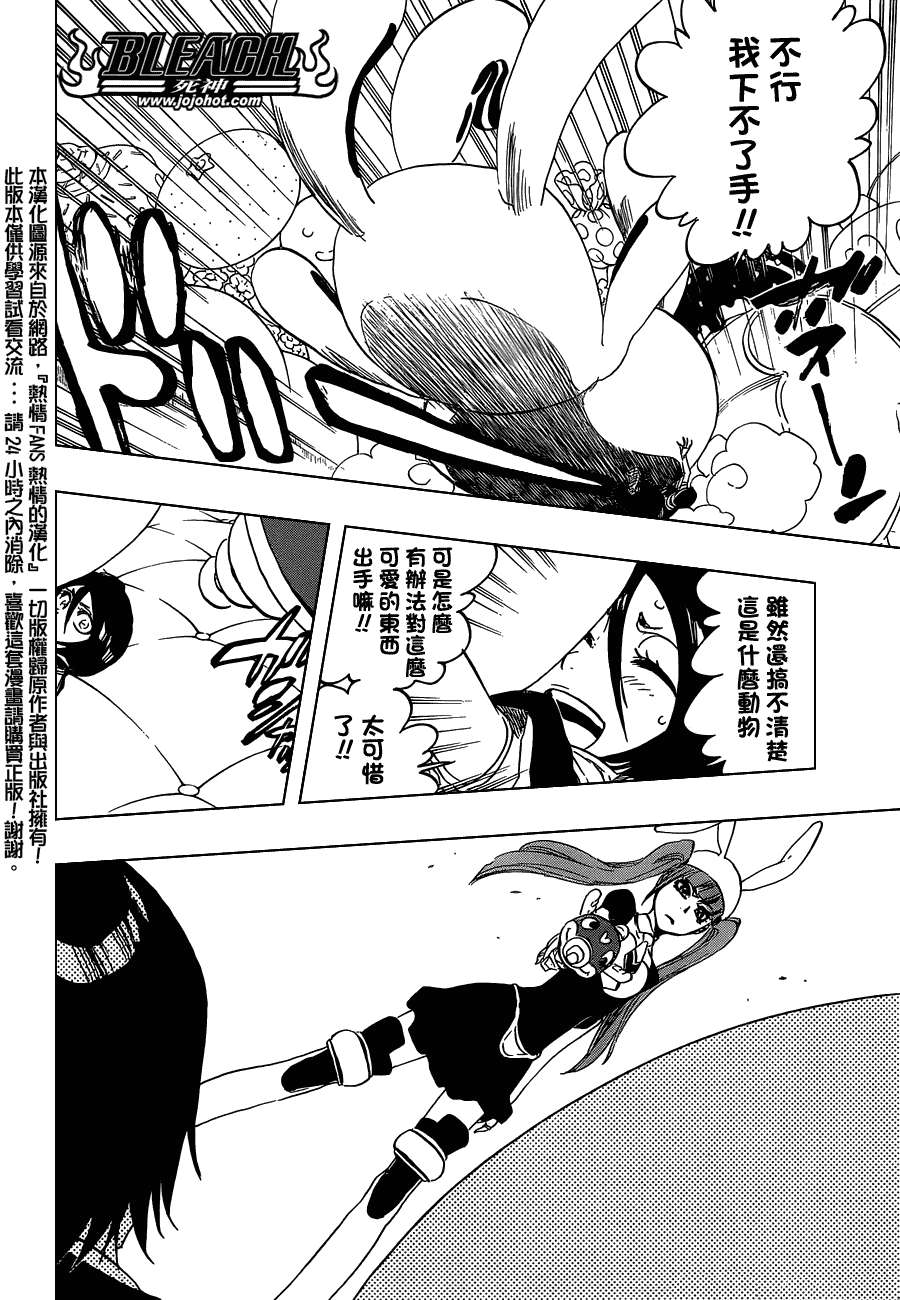 BLEACH
死神
www.jojohot.com
不行
我下不了手!!
ズズ
ドドド
雖然還搞不清楚
這是什麼動物
可是怎麼
有辦法對這麼
可愛的東西
出手嘛!!
太可惜
了!!
本漢化圖源來自於網路，『熱情FANS熱情的漢化』一切版權歸原作者與出版社擁有！
此版本僅供學習試看交流…請24小時之內消除，喜歡這套漫畫請購買正版！謝謝。